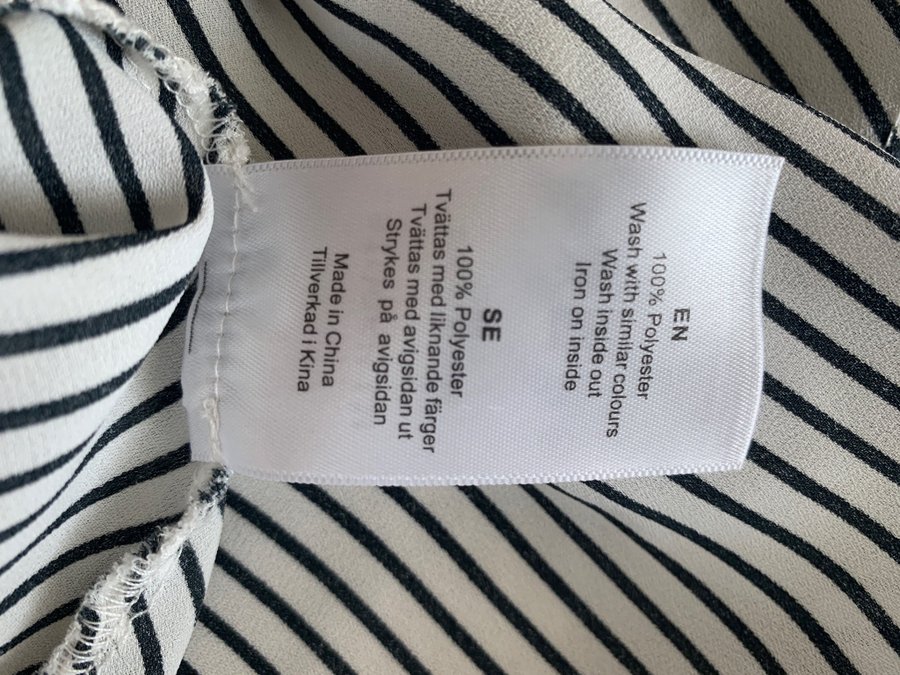 EN
100% Polyester
Wash with similar colours
Wash inside out
Iron on inside
SE
100% Polyester
Tvättas med liknande färger
Tvättas med avigsidan ut
Strykes på avigsidan
Made in China
Tillverkad i Kina